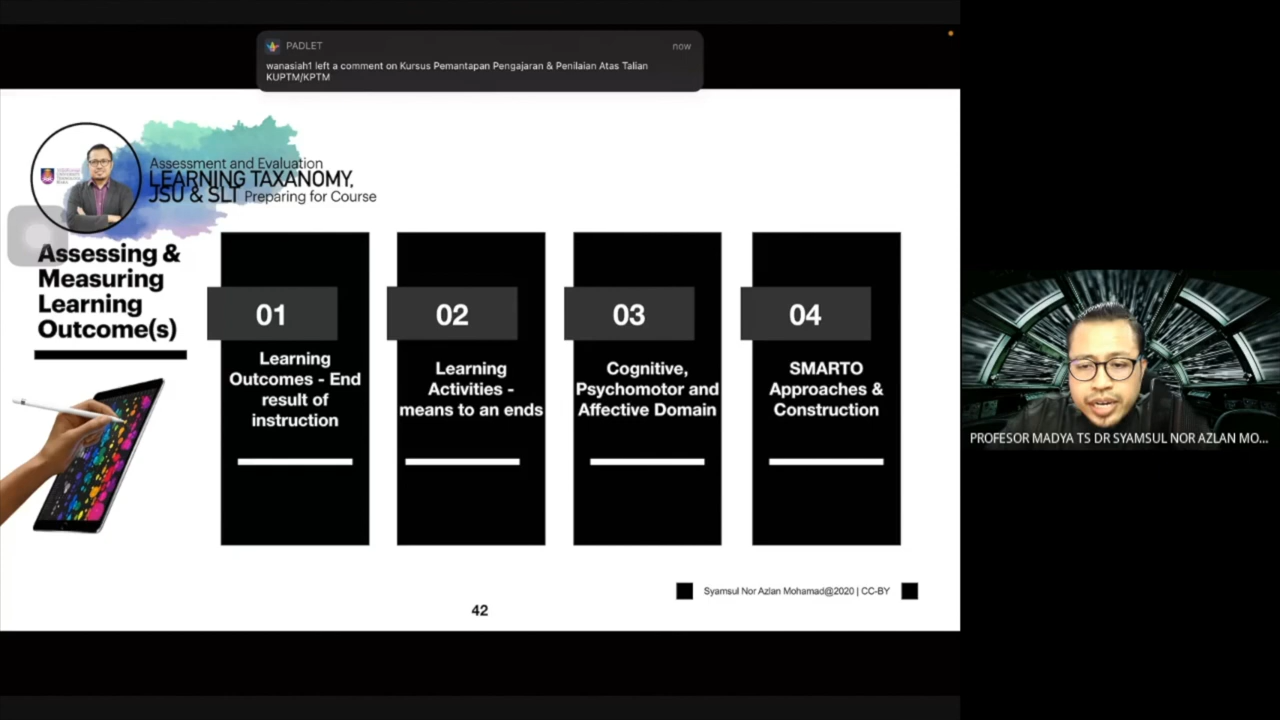 PADLET
now
wanasiah1 left a comment on Kursus Pemantapan Pengajaran & Penilaian Atas Talian
KUPTM/KPTM
Assessment and Evaluation
LEARNING TAXANOMY,
JSU & SLT Preparing for Course
Assessing &
Measuring
Learning
Outcome(s)
01
Learning
Outcomes - End
result of
instruction
02
Learning
Activities -
means to an ends
03
Cognitive,
Psychomotor and
Affective Domain
04
SMARTO
Approaches &
Construction
Syamsul Nor Azlan Mohamad@2020 | CC-BY
42
PROFESOR MADYA TS DR SYAMSUL NOR AZLAN MO...